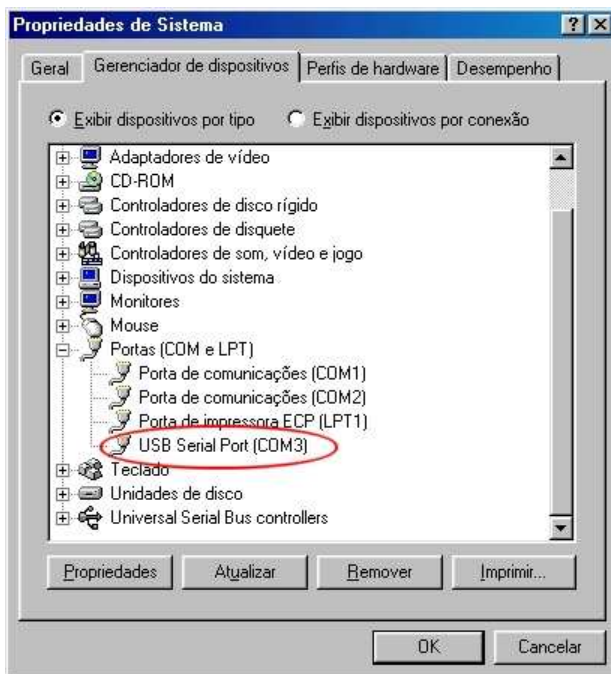 Propriedades de Sistema
Geral Gerenciador de dispositivos Perfis de hardware Desempenho
Exibir dispositivos por tipo Exibir dispositivos por conexão
Adaptadores de vídeo
CD-ROM
Controladores de disco rígido
Controladores de disquete
Controladores de som, vídeo e jogo
Dispositivos do sistema
Monitores
Mouse
Portas (COM e LPT)
Porta de comunicações (COM1)
Porta de comunicações (COM2)
Porta de impressora ECP (LPT1)
USB Serial Port (COM3)
Teclado
Unidades de disco
Universal Serial Bus controllers
Propriedades Atualizar Remover Imprimir...
OK Cancelar